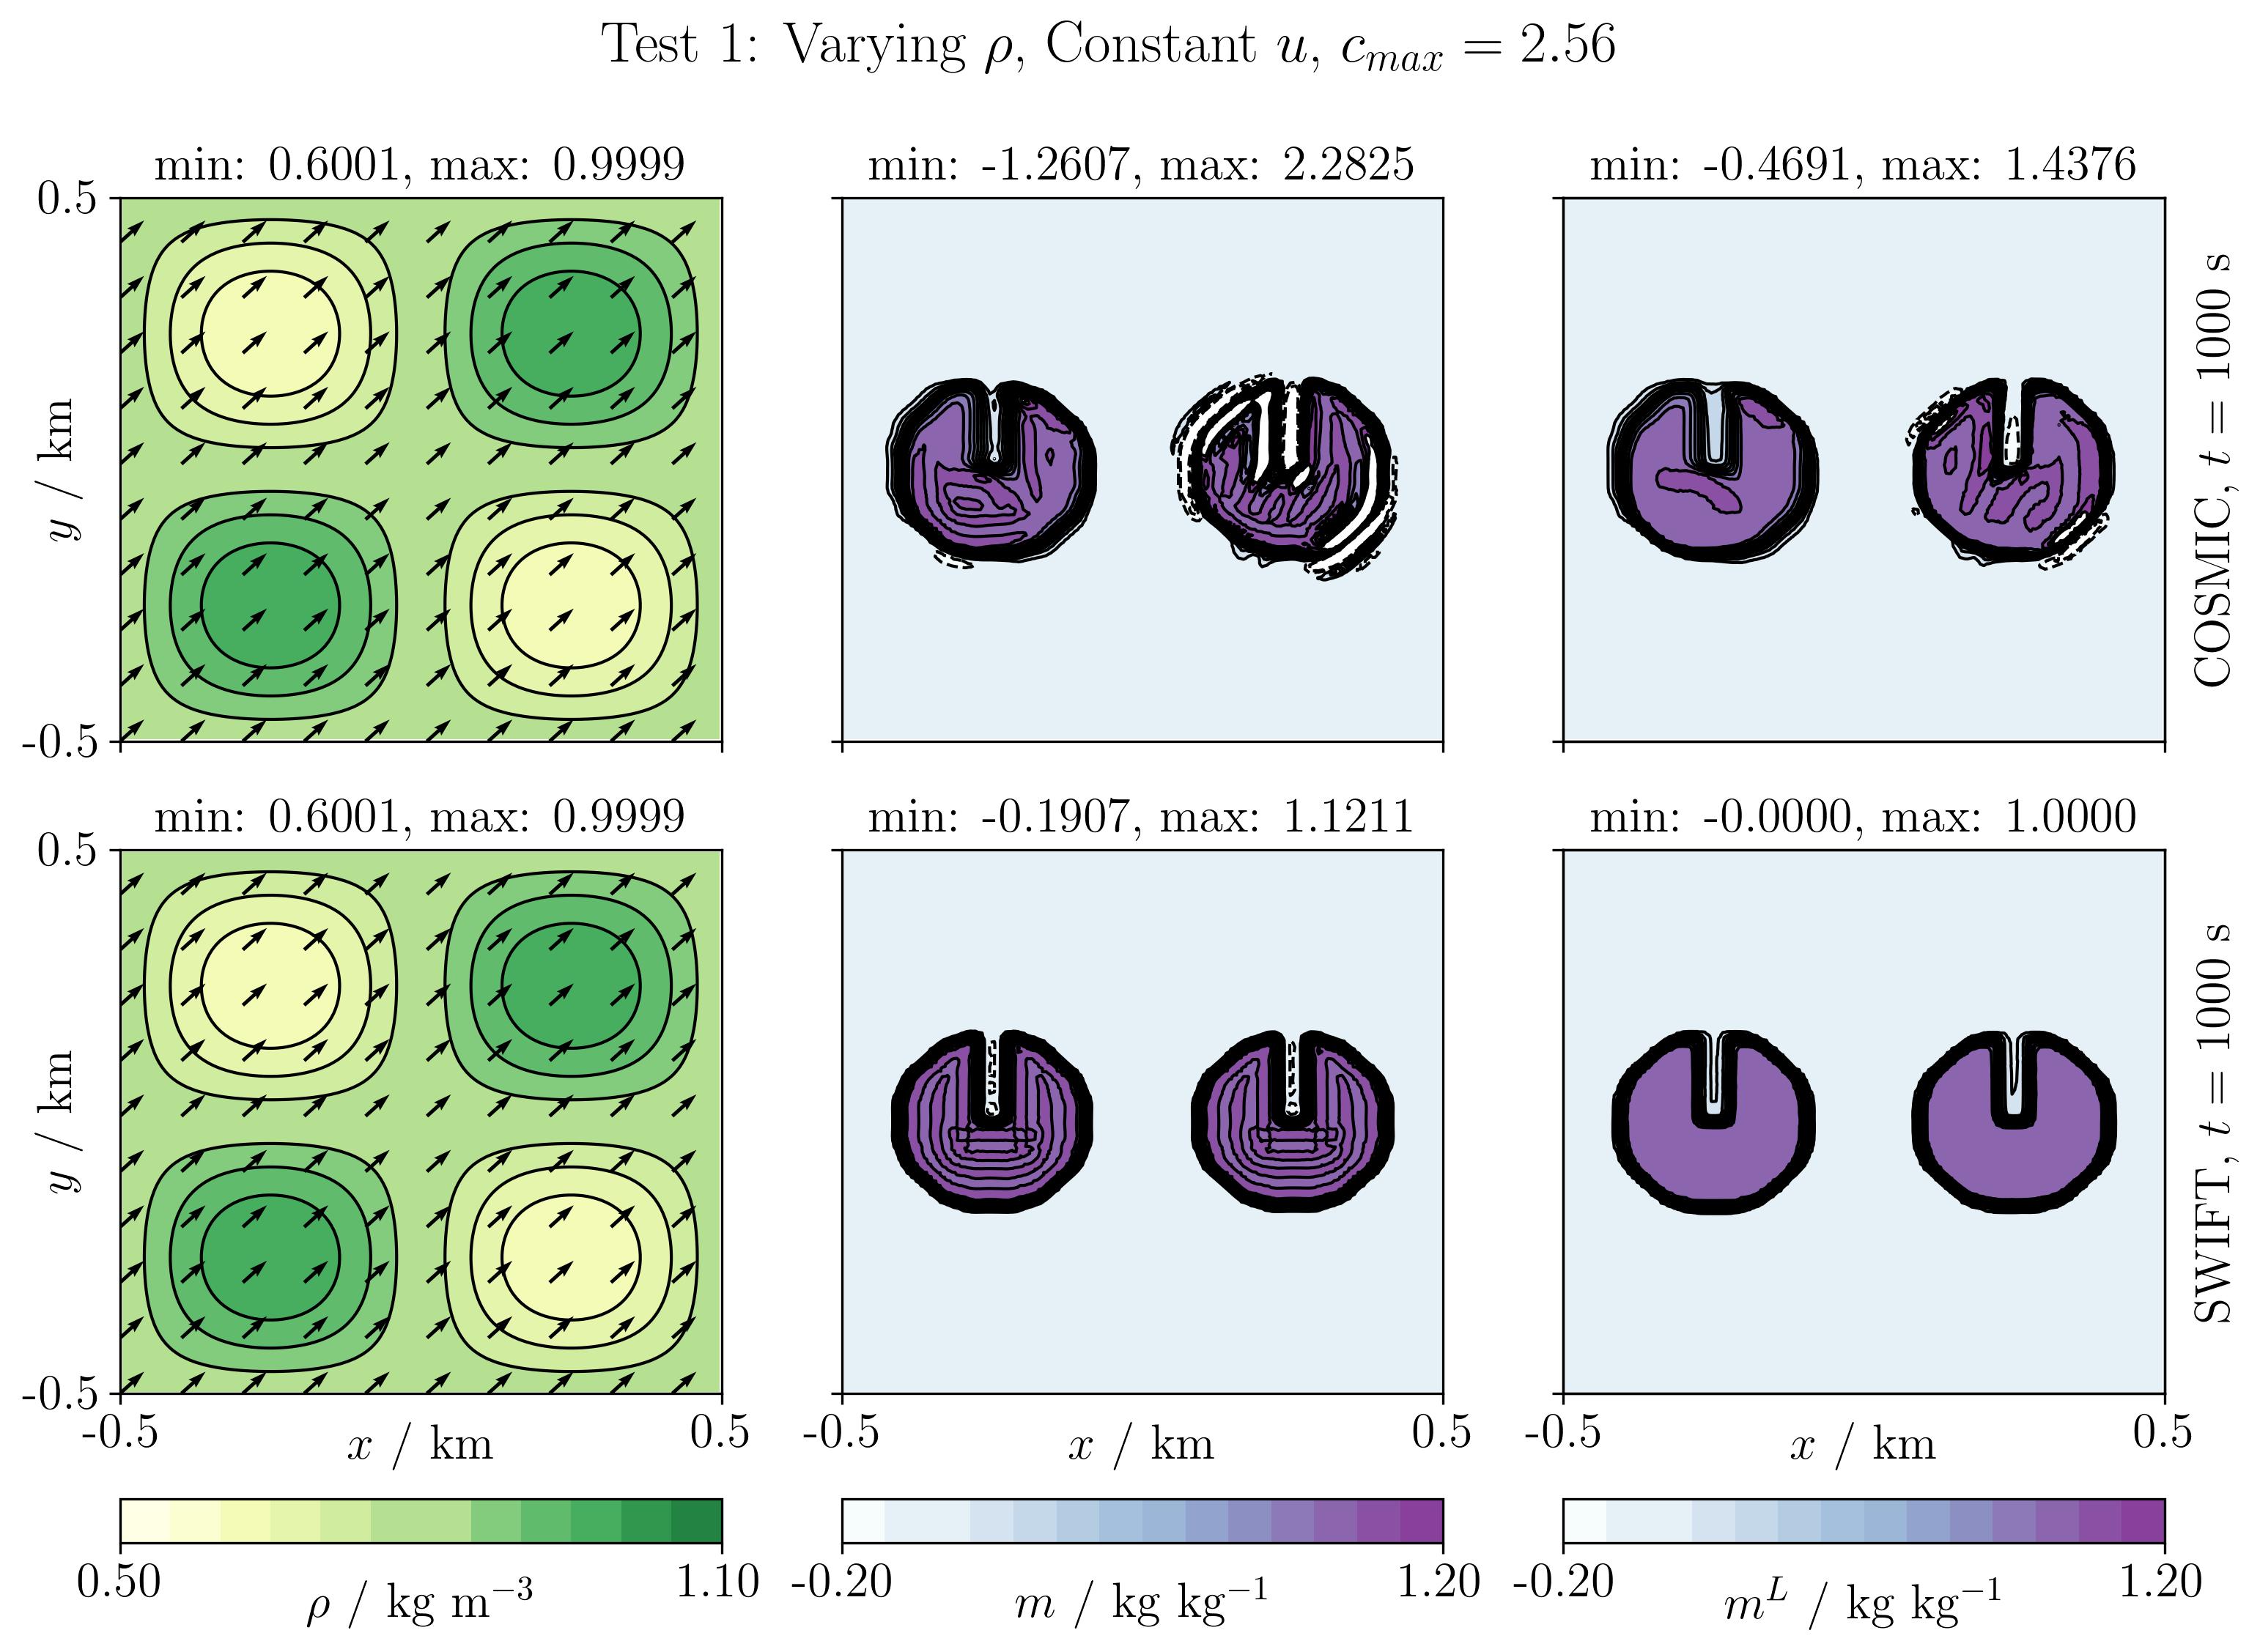 Test 1: Varying ρ, Constant u, c_max = 2.56
min: 0.6001, max: 0.9999
min: -1.2607, max: 2.2825
min: -0.4691, max: 1.4376
0.5
y / km
-0.5
COSMIC, t = 1000 s
min: 0.6001, max: 0.9999
min: -0.1907, max: 1.1211
min: -0.0000, max: 1.0000
0.5
y / km
-0.5
SWIFT, t = 1000 s
-0.5 x / km 0.5
-0.5 x / km 0.5
-0.5 x / km 0.5
0.50 ρ / kg m⁻³ 1.10
-0.20 m / kg kg⁻¹ 1.20
-0.20 m^L / kg kg⁻¹ 1.20